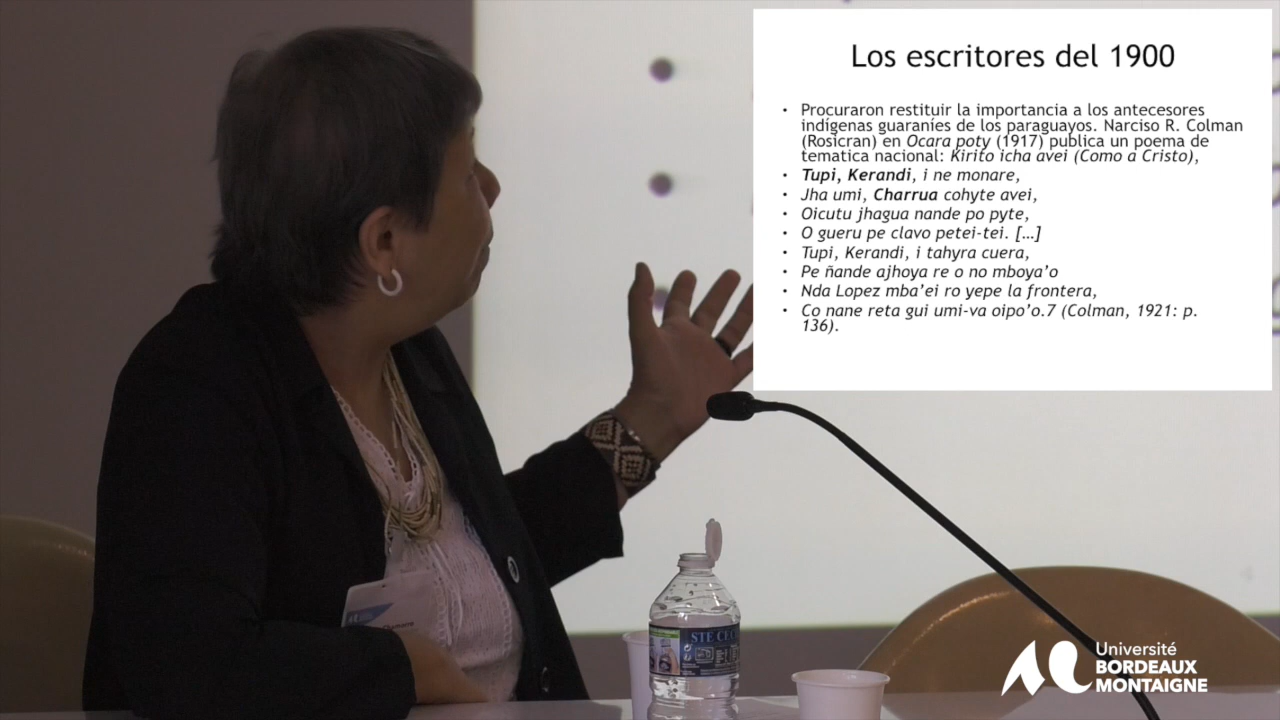 Los escritores del 1900
• Procuraron restituir la importancia a los antecesores
indígenas guaraníes de los paraguayos. Narciso R. Colman
(Rosicran) en Ocara poty (1917) publica un poema de
tematica nacional: Kirito icha avei (Como a Cristo),
• Tupi, Kerandi, i ne monare,
• Jha umi, Charrua cohyte avei,
• Oicutu jhagua nande po pyte,
• O gueru pe clavo petei-tei. […]
• Tupi, Kerandi, i tahyra cuera,
• Pe ñande ajhoya re o no mboya’o
• Nda Lopez mba’ei ro yepe la frontera,
• Co nane reta gui umi-va oipo’o.7 (Colman, 1921: p.
136).
STE CEC
Université
BORDEAUX
MONTAIGNE